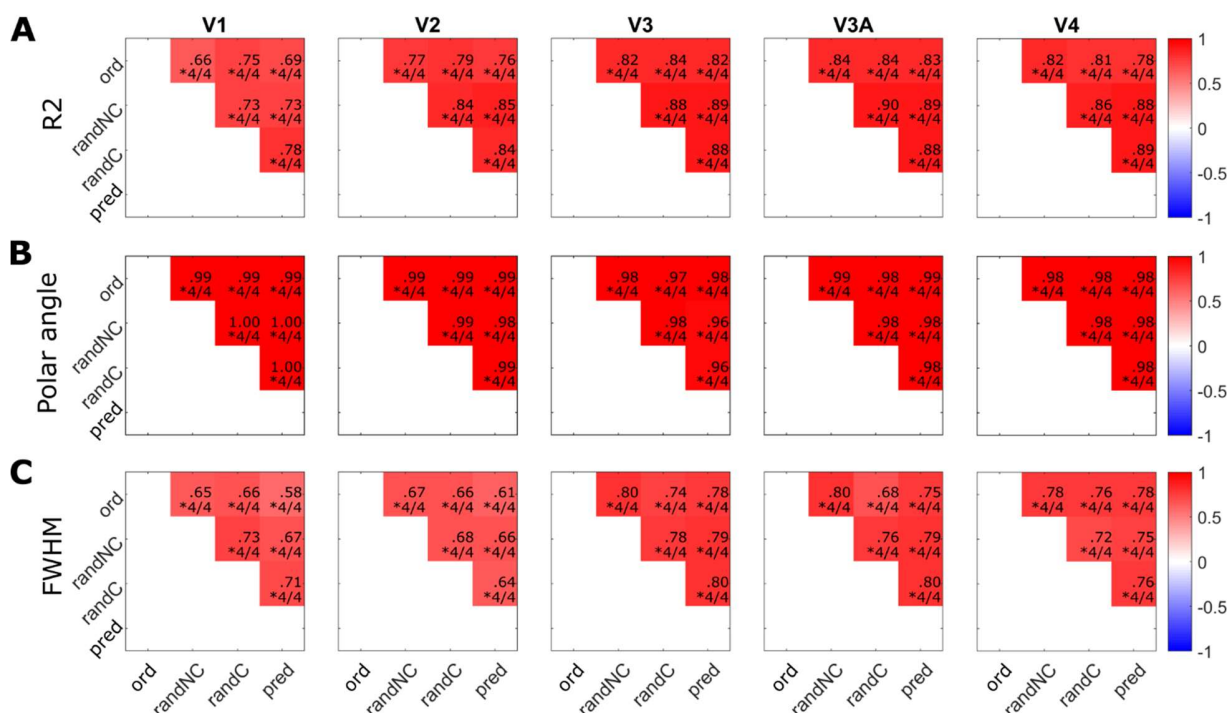 V1 V2 V3 V3A V4
A
R2
ord .66 .75 .69 .77 .79 .76 .82 .84 .82 .84 .84 .83 .82 .81 .78 1
*4/4 *4/4 *4/4 *4/4 *4/4 *4/4 *4/4 *4/4 *4/4 *4/4 *4/4 *4/4 *4/4 *4/4 *4/4 0.5
randNC .73 .73 .84 .85 .88 .89 .90 .89 .86 .88
*4/4 *4/4 *4/4 *4/4 *4/4 *4/4 *4/4 *4/4 *4/4 *4/4 0
randC .78 .84 .88 .88 .89
*4/4 *4/4 *4/4 *4/4 *4/4 -0.5
pred -1
B
Polar angle
ord .99 .99 .99 .99 .99 .99 .98 .97 .98 .99 .98 .99 .98 .98 .98 1
*4/4 *4/4 *4/4 *4/4 *4/4 *4/4 *4/4 *4/4 *4/4 *4/4 *4/4 *4/4 *4/4 *4/4 *4/4 0.5
randNC 1.00 1.00 .99 .98 .98 .96 .98 .98 .98 .98
*4/4 *4/4 *4/4 *4/4 *4/4 *4/4 *4/4 *4/4 *4/4 *4/4 0
randC 1.00 .99 .96 .98 .98
*4/4 *4/4 *4/4 *4/4 *4/4 -0.5
pred -1
C
FWHM
ord .65 .66 .58 .67 .66 .61 .80 .74 .78 .80 .68 .75 .78 .76 .78 1
*4/4 *4/4 *4/4 *4/4 *4/4 *4/4 *4/4 *4/4 *4/4 *4/4 *4/4 *4/4 *4/4 *4/4 *4/4 0.5
randNC .73 .67 .68 .66 .78 .79 .76 .79 .72 .75
*4/4 *4/4 *4/4 *4/4 *4/4 *4/4 *4/4 *4/4 *4/4 *4/4 0
randC .71 .64 .80 .80 .76
*4/4 *4/4 *4/4 *4/4 *4/4 -0.5
pred -1
ord randNC randC pred ord randNC randC pred ord randNC randC pred ord randNC randC pred ord randNC randC pred